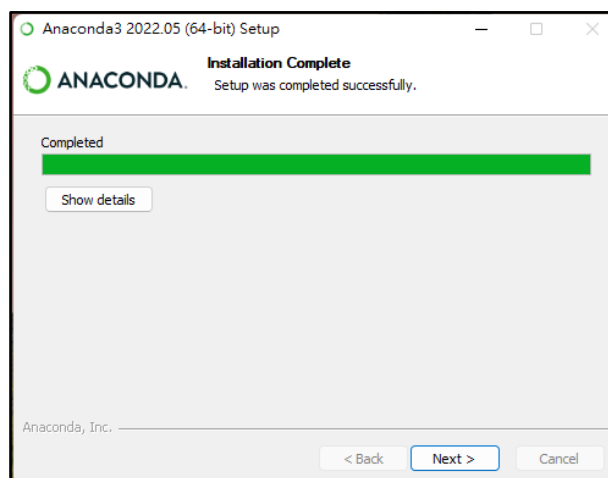 Anaconda3 2022.05 (64-bit) Setup
ANACONDA.
Installation Complete
Setup was completed successfully.
Completed
Show details
Anaconda, Inc.
< Back
Next >
Cancel